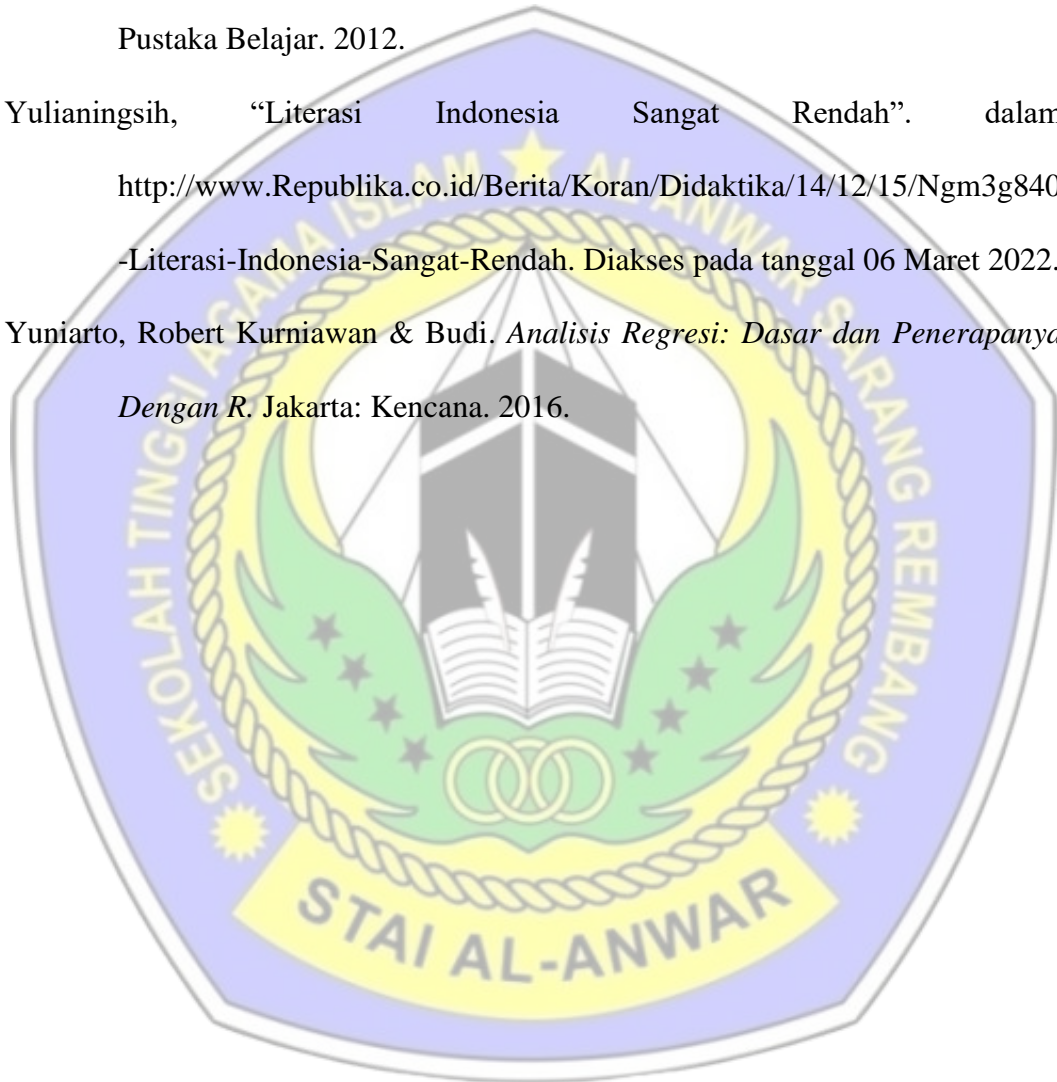 Pustaka Belajar. 2012.
Yulianingsih, “Literasi Indonesia Sangat Rendah”. dalam
http://www.Republika.co.id/Berita/Koran/Didaktika/14/12/15/Ngm3g840
-Literasi-Indonesia-Sangat-Rendah. Diakses pada tanggal 06 Maret 2022.
Yuniarto, Robert Kurniawan & Budi. Analisis Regresi: Dasar dan Penerapanya
Dengan R. Jakarta: Kencana. 2016.
SEKOLAH TINGGI AGAMA ISLAM AL-ANWAR SARANG REMBANG
STAI AL-ANWAR